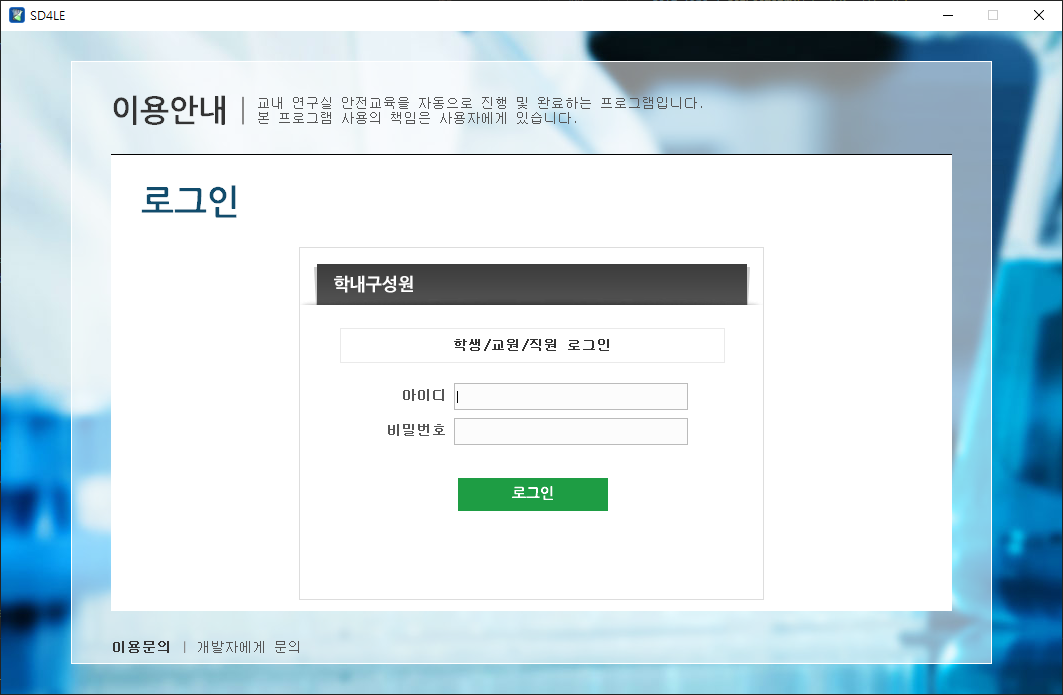 SD4LE
이용안내
교내 연구실 안전교육을 자동으로 진행 및 완료하는 프로그램입니다.
본 프로그램 사용의 책임은 사용자에게 있습니다.
로그인
학내구성원
학생/교원/직원 로그인
아이디
비밀번호
로그인
이용문의 | 개발자에게 문의